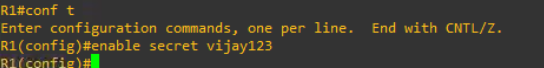 R1#conf t
Enter configuration commands, one per line.  End with CNTL/Z.
R1(config)#enable secret vijay123
R1(config)#